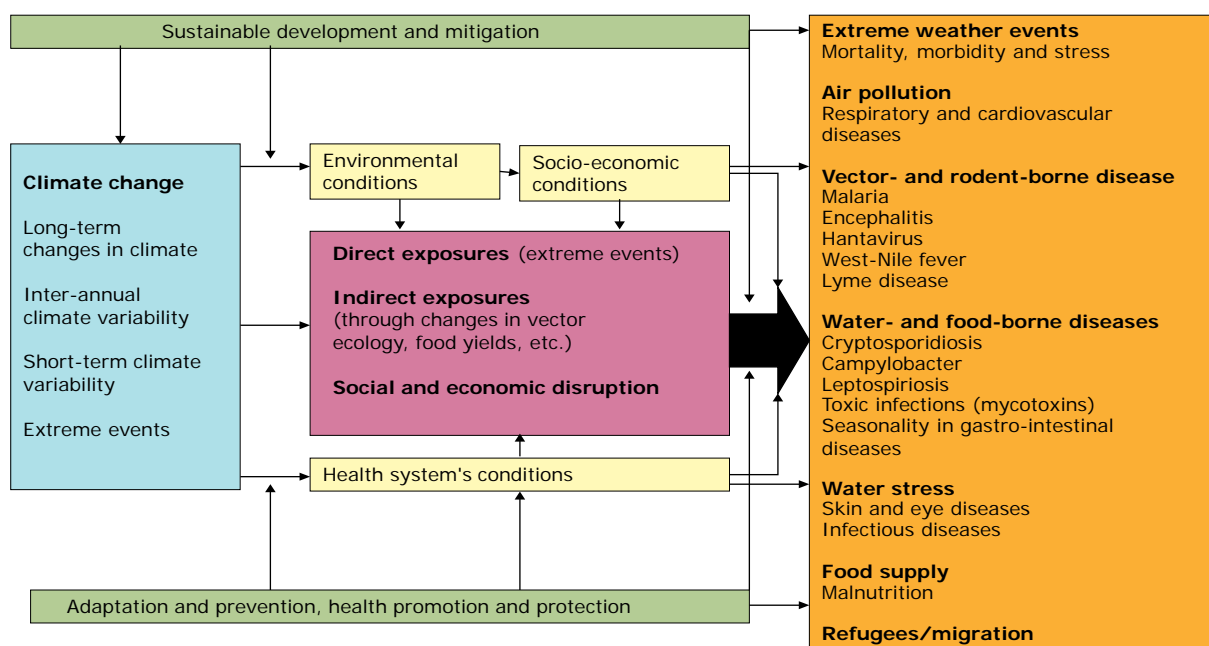 Sustainable development and mitigation
Climate change
Long-term
changes in climate
Inter-annual
climate variability
Short-term climate
variability
Extreme events
Environmental
conditions
Socio-economic
conditions
Direct exposures (extreme events)
Indirect exposures
(through changes in vector
ecology, food yields, etc.)
Social and economic disruption
Health system's conditions
Adaptation and prevention, health promotion and protection
Extreme weather events
Mortality, morbidity and stress
Air pollution
Respiratory and cardiovascular
diseases
Vector- and rodent-borne disease
Malaria
Encephalitis
Hantavirus
West-Nile fever
Lyme disease
Water- and food-borne diseases
Cryptosporidiosis
Campylobacter
Leptospiriosis
Toxic infections (mycotoxins)
Seasonality in gastro-intestinal
diseases
Water stress
Skin and eye diseases
Infectious diseases
Food supply
Malnutrition
Refugees/migration